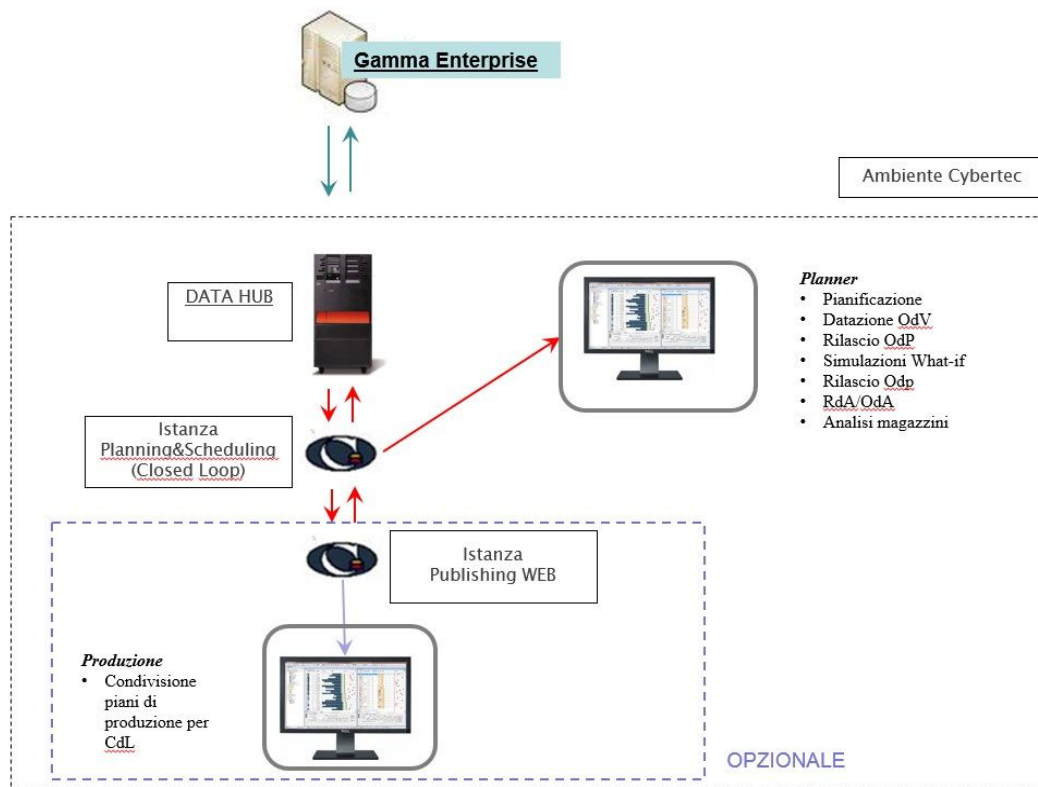 Gamma Enterprise
Ambiente Cybertec
DATA HUB
Planner
• Pianificazione
• Datazione OdV
• Rilascio OdP
• Simulazioni What-if
• Rilascio Odp
• RdA/OdA
• Analisi magazzini
Istanza
Planning&Scheduling
(Closed Loop)
Istanza
Publishing WEB
Produzione
• Condivisione
piani di
produzione per
CdL
OPZIONALE